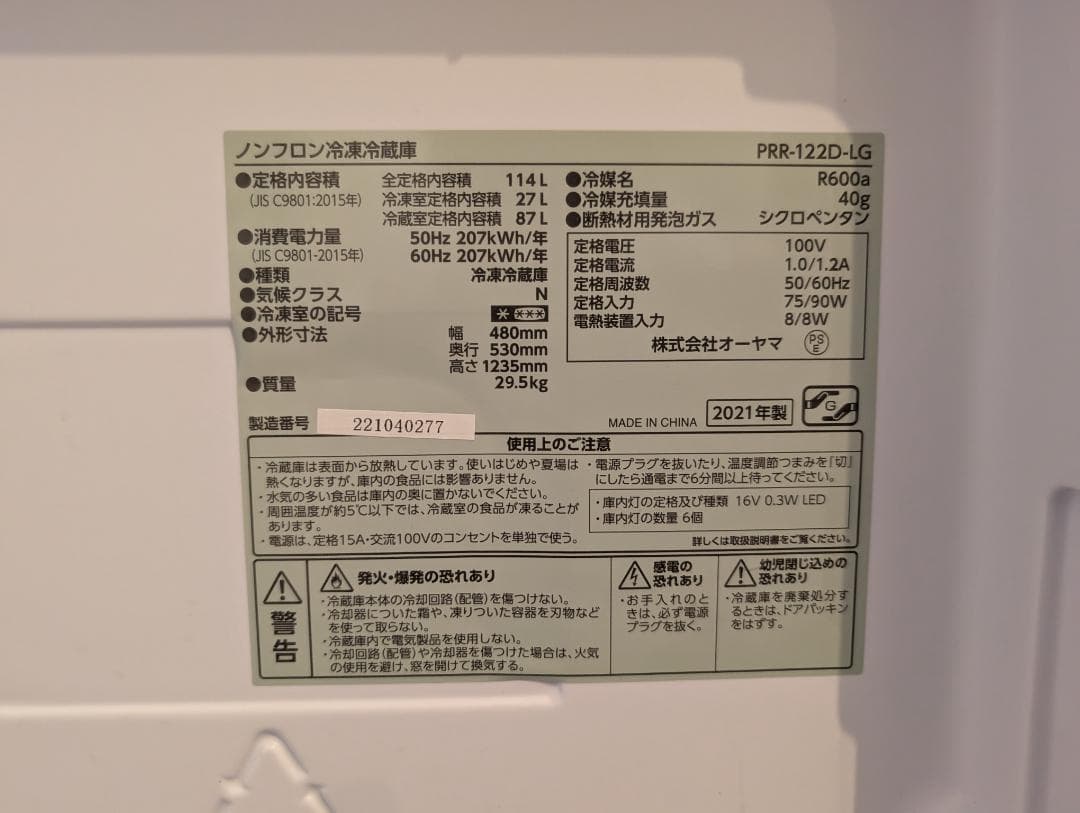 ノンフロン冷凍冷蔵庫 PRR-122D-LG
●定格内容積 全定格内容積 114L
(JIS C9801:2015年) 冷凍室定格内容積 27L
冷蔵室定格内容積 87L
●消費電力量 50Hz 207kWh/年
(JIS C9801-2015年) 60Hz 207kWh/年
●種類 冷凍冷蔵庫
●気候クラス N
●冷凍室の記号
●外形寸法 幅 480mm
奥行 530mm
高さ 1235mm
●質量 29.5kg
●冷媒名 R600a
●冷媒充填量 40g
●断熱材用発泡ガス シクロペンタン
定格電圧 100V
定格電流 1.0/1.2A
定格周波数 50/60Hz
定格入力 75/90W
電熱装置入力 8/8W
株式会社オーヤマ PS E
製造番号 221040277
MADE IN CHINA 2021年製 G
使用上のご注意
・冷蔵庫は表面から放熱しています。使いはじめや夏場は
熱くなりますが、庫内の食品には影響ありません。
・水気の多い食品は庫内の奥に置かないでください。
・周囲温度が約5℃以下では、冷蔵室の食品が凍ることが
あります。
・電源は、定格15A・交流100Vのコンセントを単独で使う。
・電源プラグを抜いたり、温度調節つまみを「切」
にしたら通電まで6分間以上待ってください。
・庫内灯の定格及び種類 16V 0.3W LED
・庫内灯の数量 6個
詳しくは取扱説明書をご覧ください。
警告
発火・爆発の恐れあり
・冷蔵庫本体の冷却回路(配管)を傷つけない。
・冷却器についた霜や、凍りついた容器を刃物など
を使って取らない。
・冷蔵庫内で電気製品を使用しない。
・冷却回路(配管)や冷却器を傷つけた場合は、火気
の使用を避け、窓を開けて換気する。
感電の
恐れあり
・お手入れのと
きは、必ず電源
プラグを抜く。
幼児閉じ込めの
恐れあり
・冷蔵庫を廃棄処分す
るときは、ドアパッキン
をはずす。